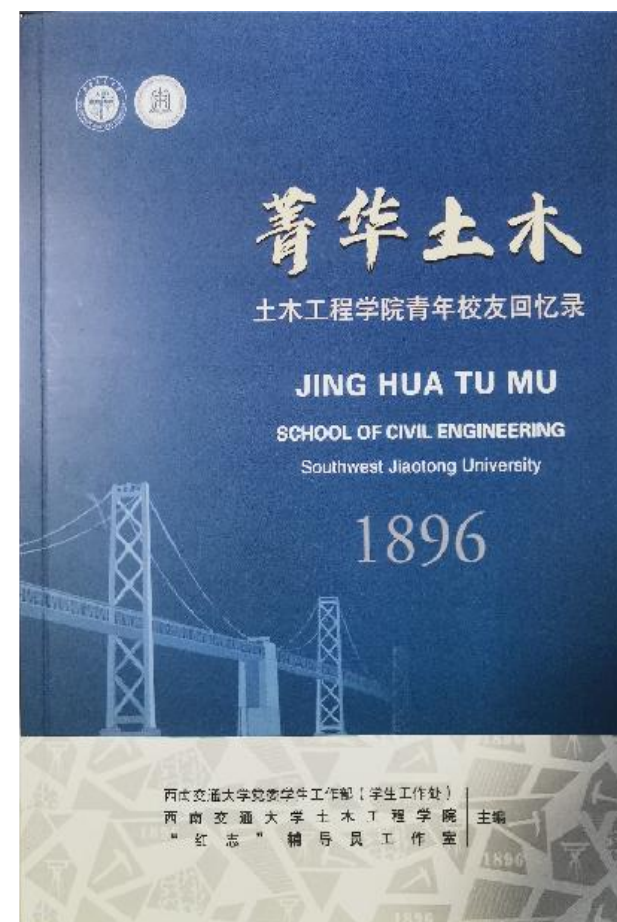 菁华土木
土木工程学院青年校友回忆录
JING HUA TU MU
SCHOOL OF CIVIL ENGINEERING
Southwest Jiaotong University
1896
西南交通大学党委学生工作部（学生工作处）
西南交通大学土木工程学院 主编
“红志”辅导员工作室
1896
1896